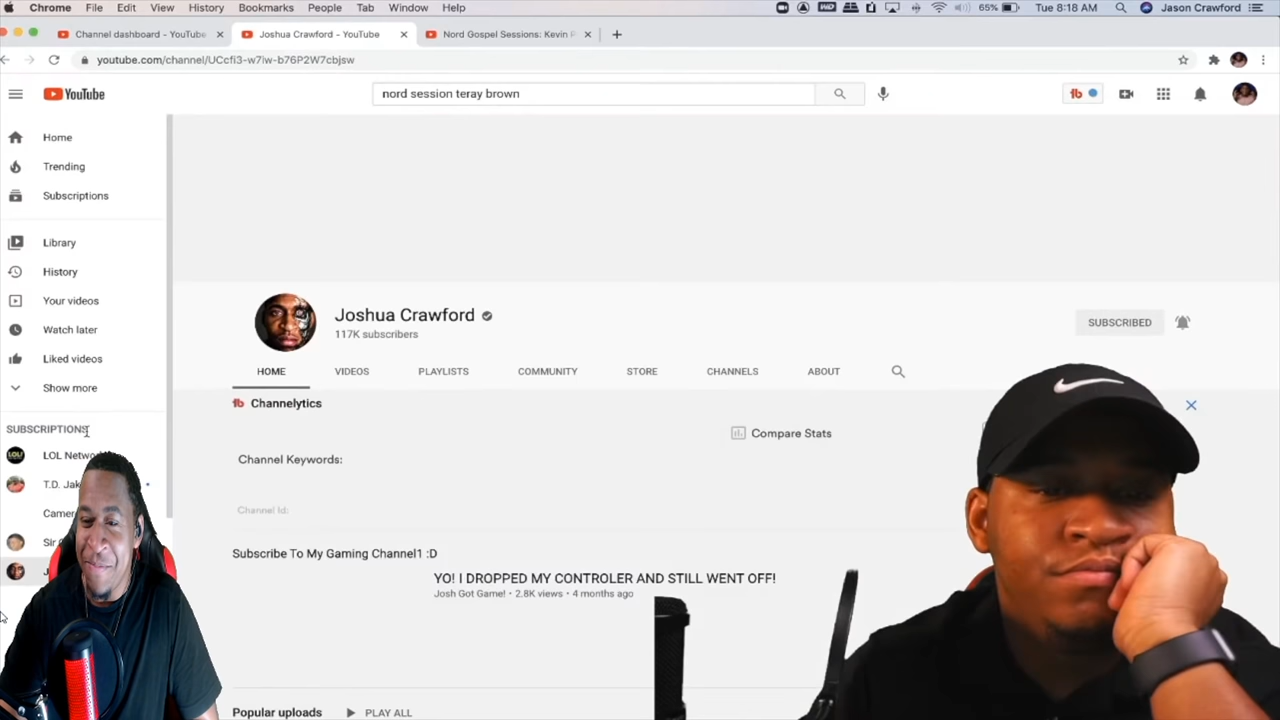 Chrome File Edit View History Bookmarks People Tab Window Help 65% Tue 8:18 AM Jason Crawford
Channel dashboard - YouTube Joshua Crawford - YouTube Nord Gospel Sessions: Kevin
youtube.com/channel/UCcfi3-w7iw-b76P2W7cbjsw
YouTube nord session teray brown
Home
Trending
Subscriptions
Library
History
Your videos
Watch later
Liked videos
Show more
SUBSCRIPTIONS
LOL
T.D. Jak
Joshua Crawford
117K subscribers
SUBSCRIBED
HOME VIDEOS PLAYLISTS COMMUNITY STORE CHANNELS ABOUT
Channelytics
Compare Stats
Channel Keywords:
Channel Id:
Subscribe To My Gaming Channel1 :D
YO! I DROPPED MY CONTROLER AND STILL WENT OFF!
Josh Got Game! • 2.8K views • 4 months ago
Popular uploads PLAY ALL